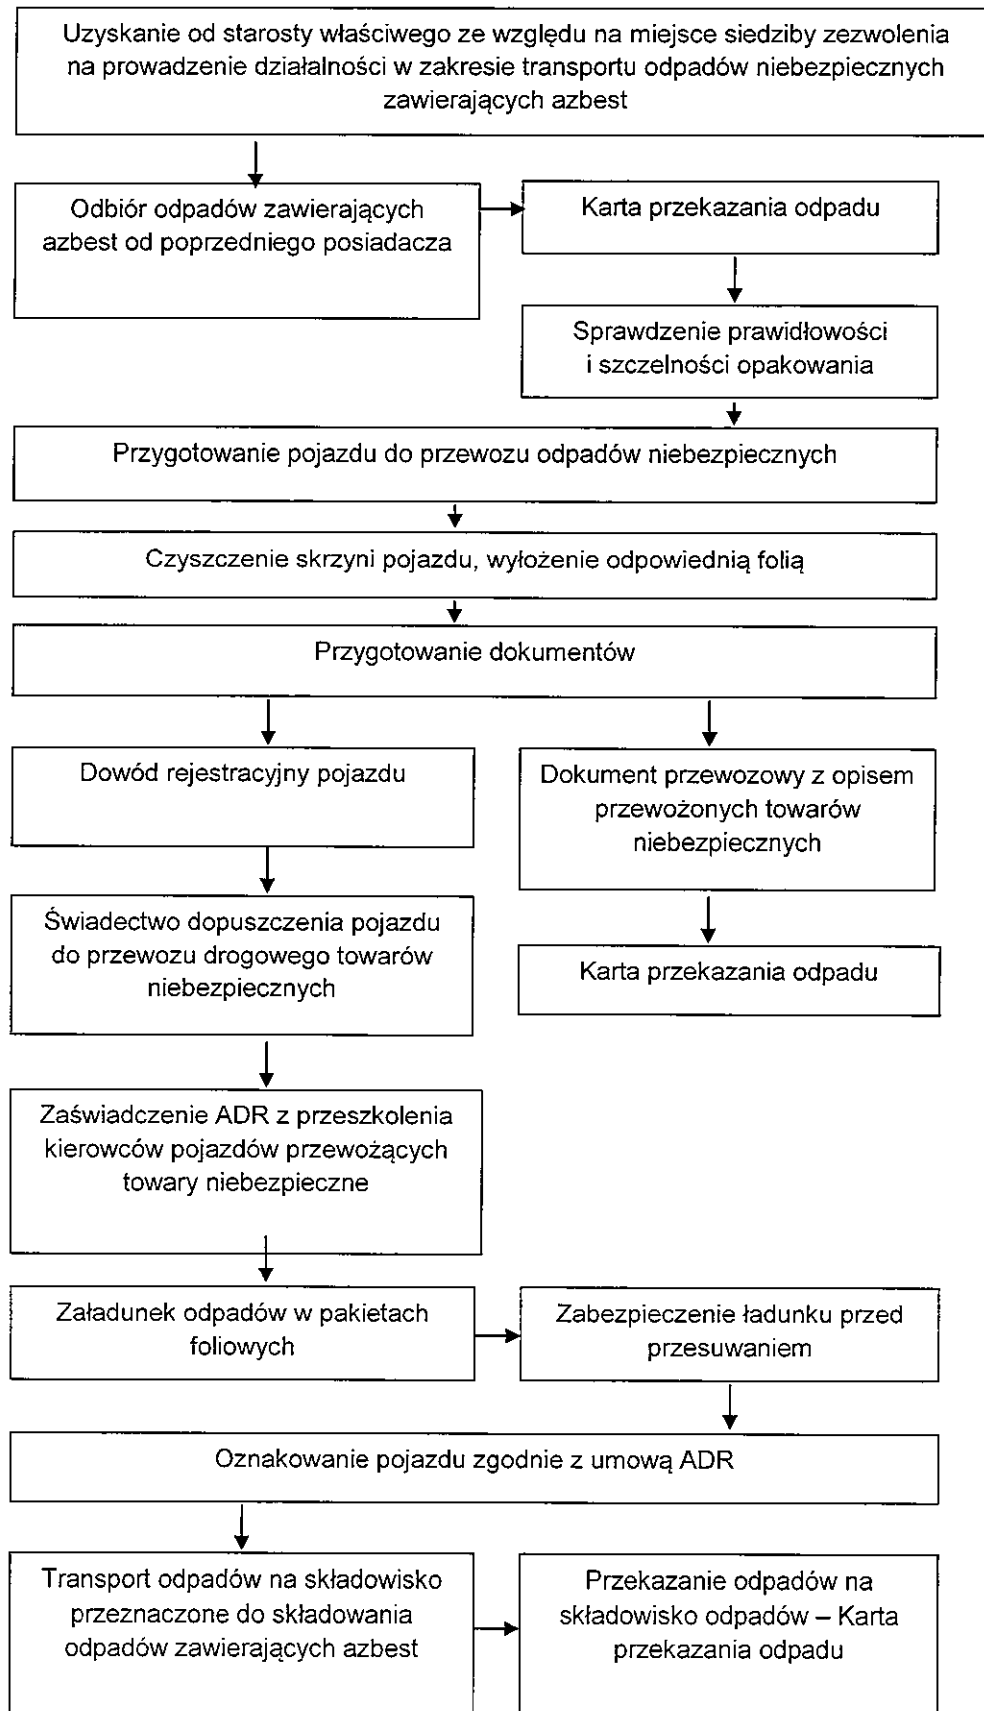 Uzyskanie od starosty właściwego ze względu na miejsce siedziby zezwolenia
na prowadzenie działalności w zakresie transportu odpadów niebezpiecznych
zawierających azbest
Odbiór odpadów zawierających
azbest od poprzedniego posiadacza
Karta przekazania odpadu
Sprawdzenie prawidłowości
i szczelności opakowania
Przygotowanie pojazdu do przewozu odpadów niebezpiecznych
Czyszczenie skrzyni pojazdu, wyłożenie odpowiednią folią
Przygotowanie dokumentów
Dowód rejestracyjny pojazdu
Dokument przewozowy z opisem
przewożonych towarów
niebezpiecznych
Świadectwo dopuszczenia pojazdu
do przewozu drogowego towarów
niebezpiecznych
Karta przekazania odpadu
Zaświadczenie ADR z przeszkolenia
kierowców pojazdów przewożących
towary niebezpieczne
Załadunek odpadów w pakietach
foliowych
Zabezpieczenie ładunku przed
przesuwaniem
Oznakowanie pojazdu zgodnie z umową ADR
Transport odpadów na składowisko
przeznaczone do składowania
odpadów zawierających azbest
Przekazanie odpadów na
składowisko odpadów – Karta
przekazania odpadu